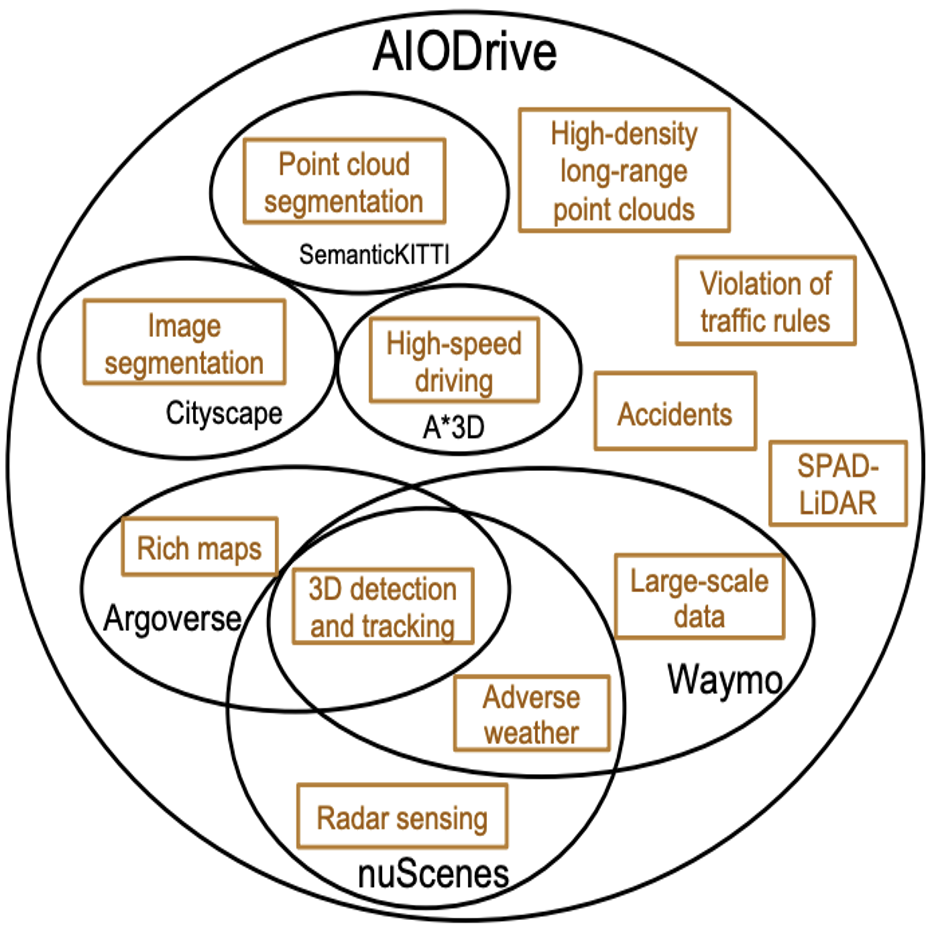 AIODrive
Point cloud
segmentation
SemanticKITTI
High-density
long-range
point clouds
Violation of
traffic rules
Image
segmentation
Cityscape
High-speed
driving
A*3D
Accidents
SPAD-
LiDAR
Rich maps
Argoverse
3D detection
and tracking
Large-scale
data
Waymo
Adverse
weather
Radar sensing
nuScenes